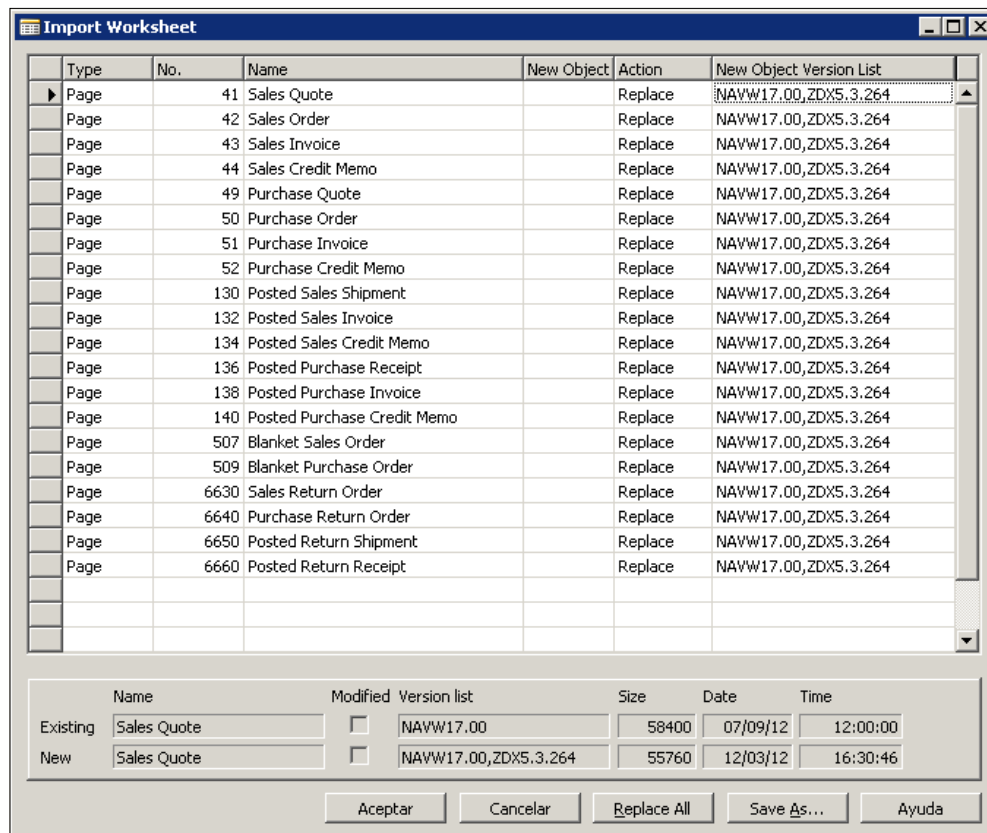 Import Worksheet
Type No. Name New Object Action New Object Version List
Page 41 Sales Quote Replace NAVW17.00,ZDX5.3.264
Page 42 Sales Order Replace NAVW17.00,ZDX5.3.264
Page 43 Sales Invoice Replace NAVW17.00,ZDX5.3.264
Page 44 Sales Credit Memo Replace NAVW17.00,ZDX5.3.264
Page 49 Purchase Quote Replace NAVW17.00,ZDX5.3.264
Page 50 Purchase Order Replace NAVW17.00,ZDX5.3.264
Page 51 Purchase Invoice Replace NAVW17.00,ZDX5.3.264
Page 52 Purchase Credit Memo Replace NAVW17.00,ZDX5.3.264
Page 130 Posted Sales Shipment Replace NAVW17.00,ZDX5.3.264
Page 132 Posted Sales Invoice Replace NAVW17.00,ZDX5.3.264
Page 134 Posted Sales Credit Memo Replace NAVW17.00,ZDX5.3.264
Page 136 Posted Purchase Receipt Replace NAVW17.00,ZDX5.3.264
Page 138 Posted Purchase Invoice Replace NAVW17.00,ZDX5.3.264
Page 140 Posted Purchase Credit Memo Replace NAVW17.00,ZDX5.3.264
Page 507 Blanket Sales Order Replace NAVW17.00,ZDX5.3.264
Page 509 Blanket Purchase Order Replace NAVW17.00,ZDX5.3.264
Page 6630 Sales Return Order Replace NAVW17.00,ZDX5.3.264
Page 6640 Purchase Return Order Replace NAVW17.00,ZDX5.3.264
Page 6650 Posted Return Shipment Replace NAVW17.00,ZDX5.3.264
Page 6660 Posted Return Receipt Replace NAVW17.00,ZDX5.3.264
Name Modified Version list Size Date Time
Existing Sales Quote NAVW17.00 58400 07/09/12 12:00:00
New Sales Quote NAVW17.00,ZDX5.3.264 55760 12/03/12 16:30:46
Aceptar Cancelar Replace All Save As... Ayuda